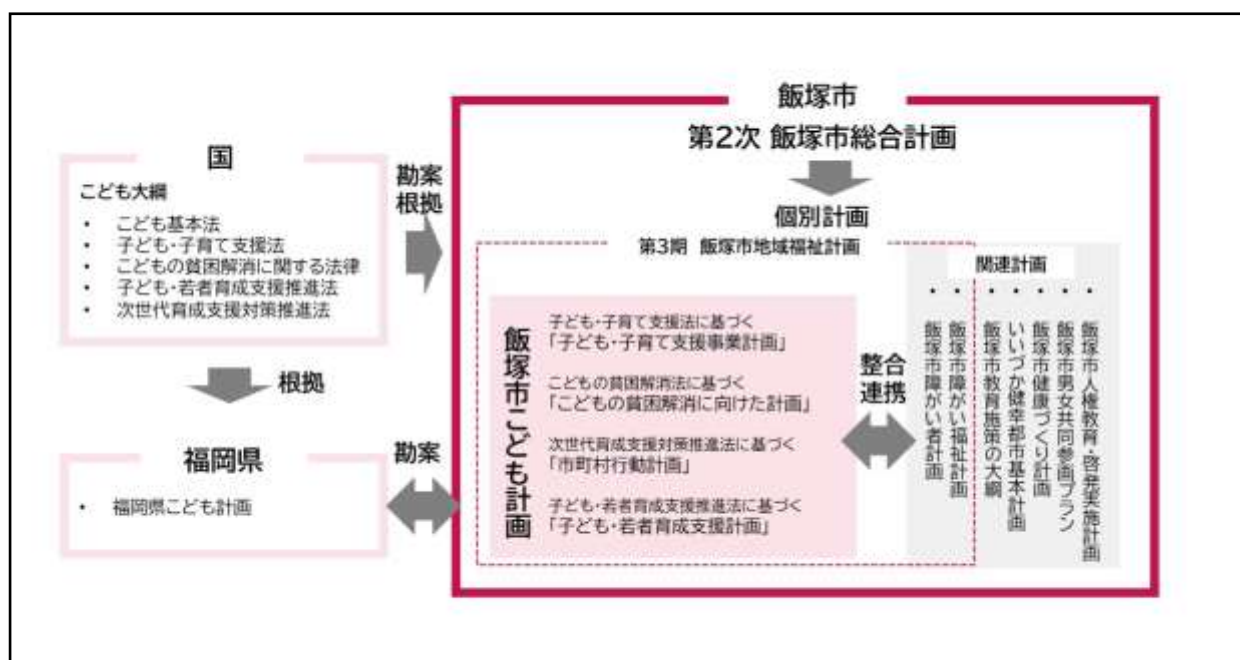 飯塚市
第2次 飯塚市総合計画
国
こども大綱
・ こども基本法
・ 子ども・子育て支援法
・ こどもの貧困解消に関する法律
・ 子ども・若者育成支援推進法
・ 次世代育成支援対策推進法
勘案
根拠
個別計画
第3期 飯塚市地域福祉計画
関連計画
飯塚市こども計画
子ども・子育て支援法に基づく
「子ども・子育て支援事業計画」
こどもの貧困解消法に基づく
「こどもの貧困解消に向けた計画」
次世代育成支援対策推進法に基づく
「市町村行動計画」
子ども・若者育成支援推進法に基づく
「子ども・若者育成支援計画」
整合
連携
・ 飯塚市人権教育・啓発実施計画
・ 飯塚市男女共同参画プラン
・ 飯塚市健康づくり計画
・ いいづか健幸都市基本計画
・ 飯塚市教育施策の大綱
・ 飯塚市障がい福祉計画
・ 飯塚市障がい者計画
根拠
福岡県
・ 福岡県こども計画
勘案